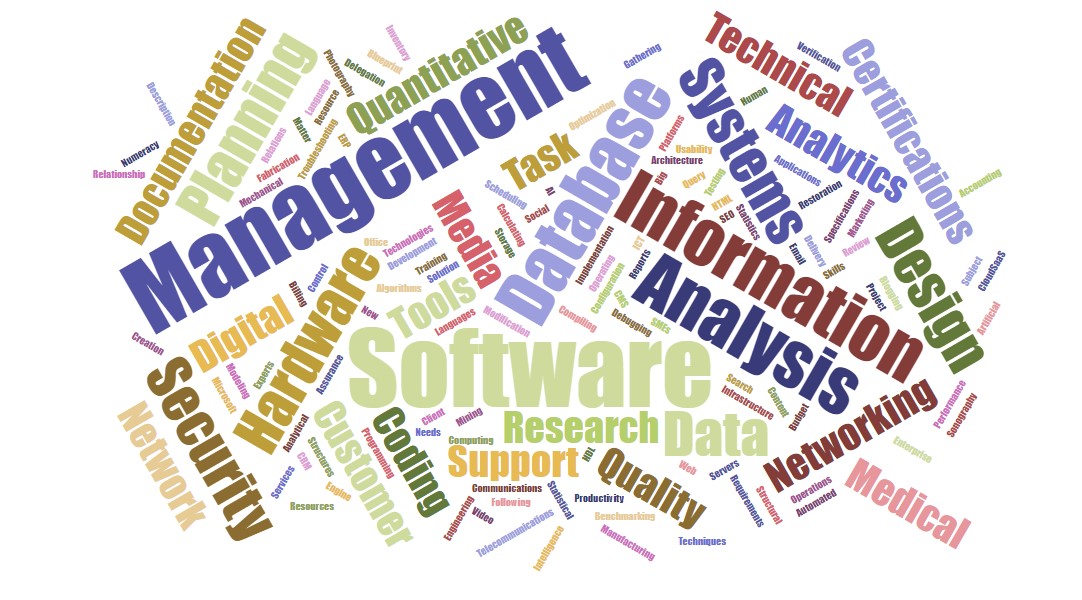 Documentation
Planning
Quantitative
Management
Inventory
Blueprint
Delegation
Photography
Language
Resource
Matter
Relations
Troubleshooting
ERP
Fabrication
Mechanical
Description
Numeracy
Relationship
Gathering
Optimization
Task
Database
Systems
Technical
Verification
Certifications
Human
Analytics
Platforms
Usability
Architecture
Big
Query
Testing
HTML
SEO
Statistics
Applications
Restoration
Specifications
Marketing
Accounting
Scheduling
AI
Social
Calculating
Storage
Media
Information
Email
Delivery
Review
Skills
Design
Subject
CloudSaaS
Artificial
Project
Blogging
Implementation
ICT
Operating
Reports
Configuration
CMS
Debugging
SMEs
Analysis
Office
Technologies
Development
Training
Solution
Algorithms
Tools
Languages
Modification
Compiling
New
Control
Billing
Hardware
Digital
Creation
Security
Network
Modeling
Microsoft
Experts
Assurance
Analytical
Software
Search
Infrastructure
Content
Budget
Networking
Performance
Sonography
Enterprise
Medical
Customer
Coding
Client
Needs
Mining
Computing
Research
Data
Support
HDL
Quality
Web
Servers
Requirements
Structural
Operations
Automated
Programming
Structures
CRM
Services
Engine
Resources
Communications
Following
Engineering
Video
Statistical
Productivity
Benchmarking
Telecommunications
Intelligence
Manufacturing
Techniques